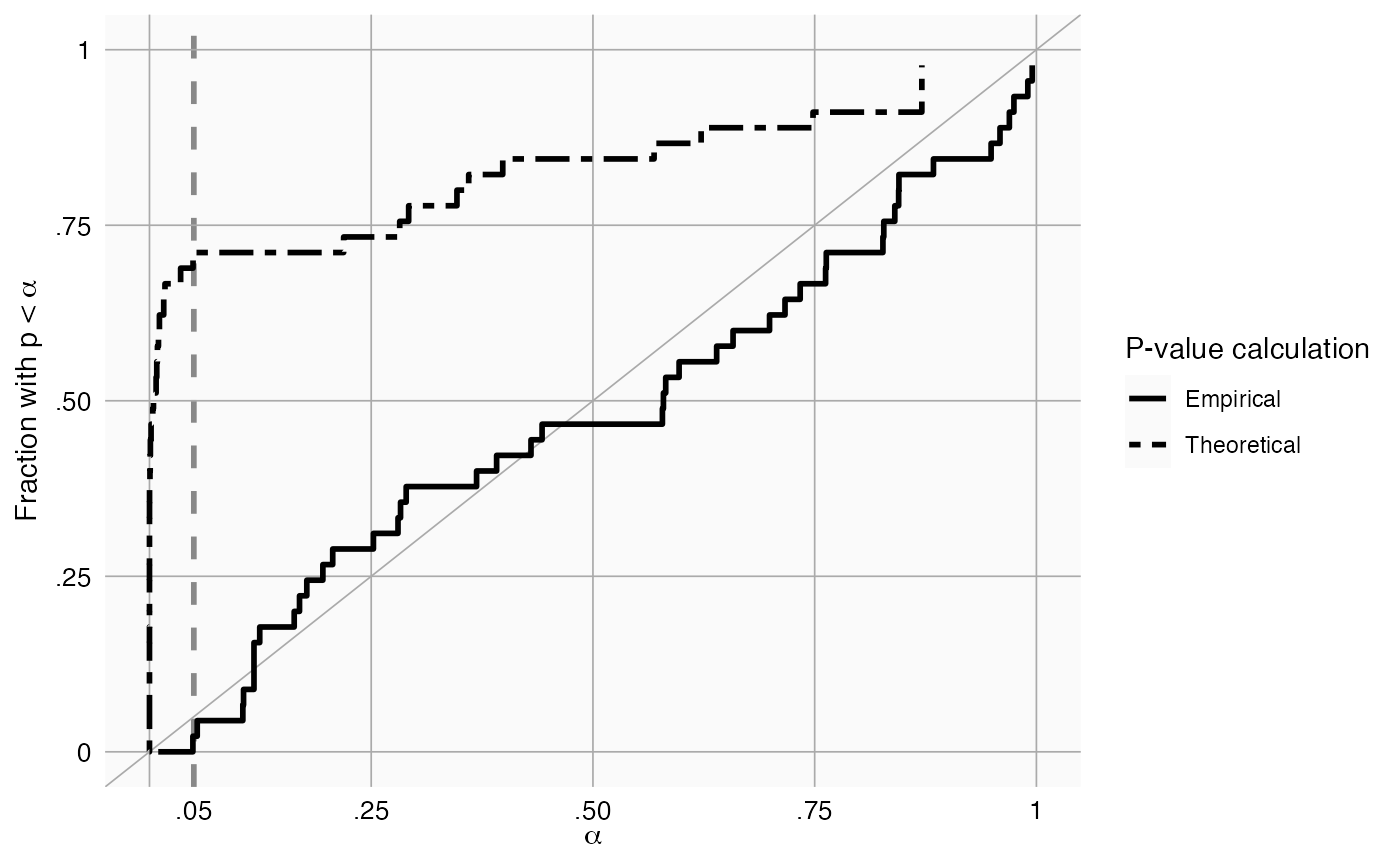 1
.75
.50
.25
0
Fraction with p < α
.05
.25
.50
.75
1
α
P-value calculation
Empirical
Theoretical